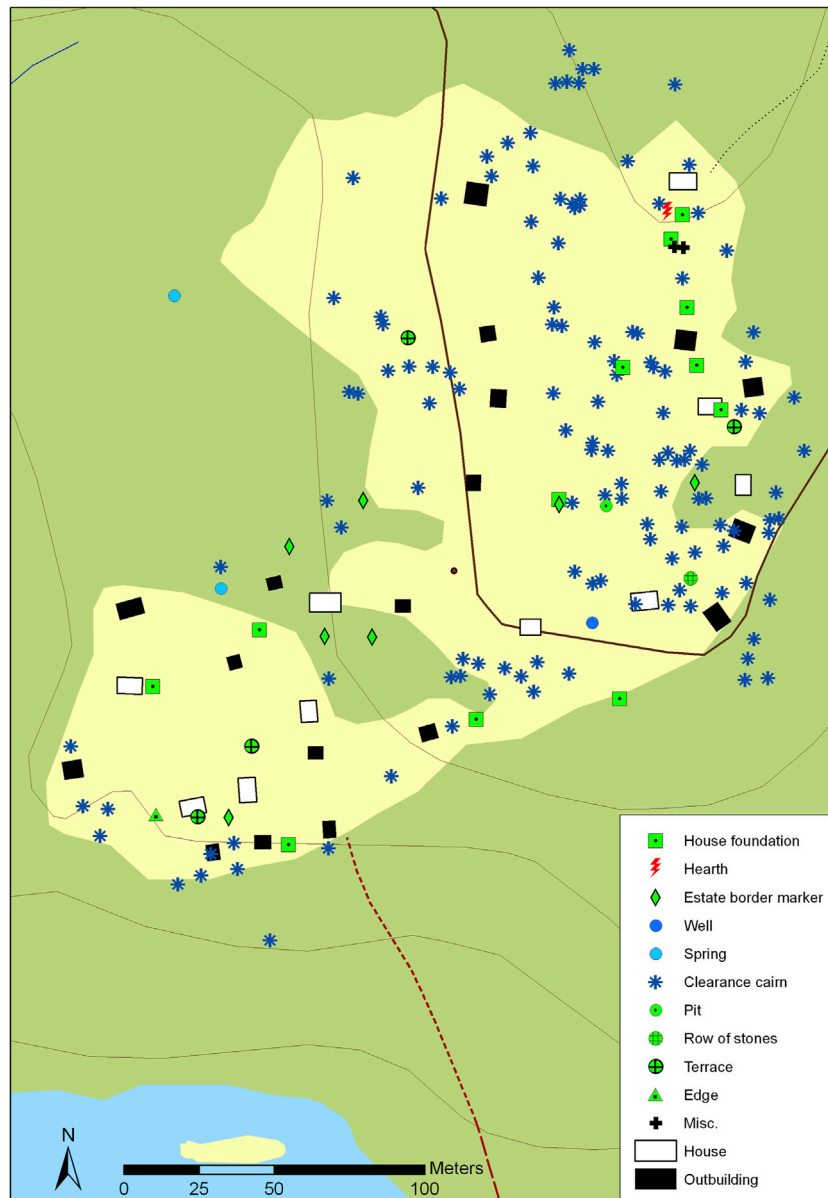 House foundation
Hearth
Estate border marker
Well
Spring
Clearance cairn
Pit
Row of stones
Terrace
Edge
Misc.
House
Outbuilding
N
Meters
0 25 50 100